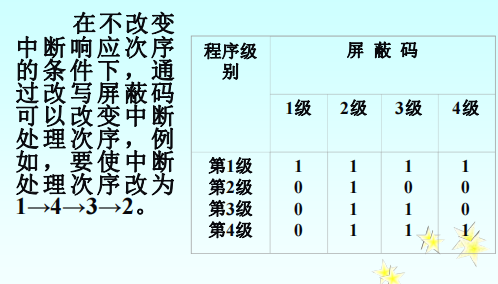 在不改变
中断响应次序
的条件下，通
过改写屏蔽码
可以改变中断
处理次序，例
如，要使中断
处理次序改为
1→4→3→2。
程序级别 屏 蔽 码
1级 2级 3级 4级
第1级 1 1 1 1
第2级 0 1 0 0
第3级 0 1 1 0
第4级 0 1 1 1